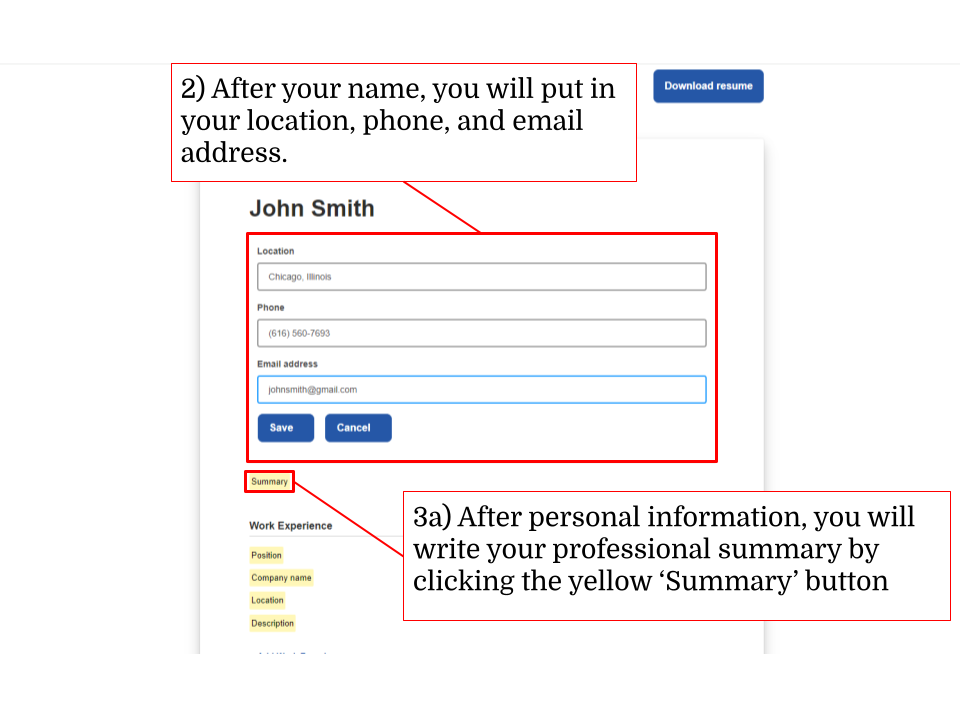 2) After your name, you will put in
your location, phone, and email
address.
Download resume
John Smith
Location
Chicago, Illinois
Phone
(616) 560-7693
Email address
johnsmith@gmail.com
Save
Cancel
Summary
3a) After personal information, you will
write your professional summary by
clicking the yellow ‘Summary’ button
Work Experience
Position
Company name
Location
Description